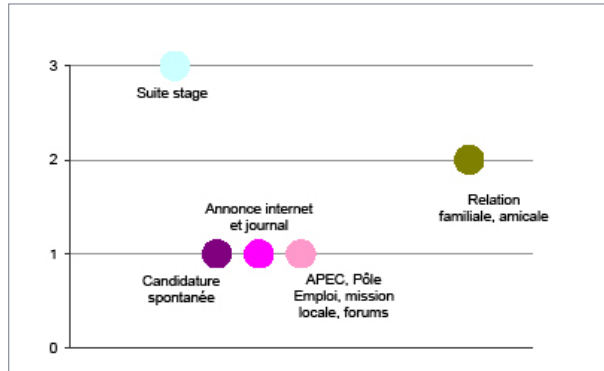 3
Suite stage
2
Relation
familiale, amicale
Annonce internet
et journal
1
Candidature
spontanée
APEC, Pôle
Emploi, mission
locale, forums
0